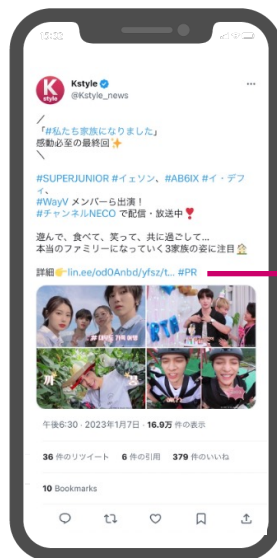 15:32
K
style
Kstyle
@Kstyle_news
／
「#私たち家族になりました」
感動必至の最終回✨
＼
#SUPERJUNIOR #イェソン、#AB6IX #イ・デフ
ィ、
#WayV メンバーら出演！
#チャンネルNECO で配信・放送中❣️
遊んで、食べて、笑って、共に過ごして...
本当のファミリーになっていく3家族の姿に注目🏠
詳細👉lin.ee/od0Anbd/yfsz/t... #PR
午後6:30 · 2023年1月7日 · 16.9万 件の表示
36 件のリツイート 6 件の引用 379 件のいいね
10 Bookmarks